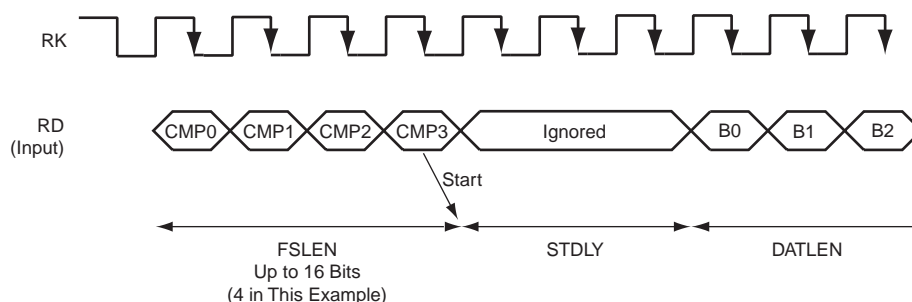 RK
RD
(Input)
CMP0 CMP1 CMP2 CMP3 Ignored B0 B1 B2
Start
FSLEN STDLY DATLEN
Up to 16 Bits
(4 in This Example)